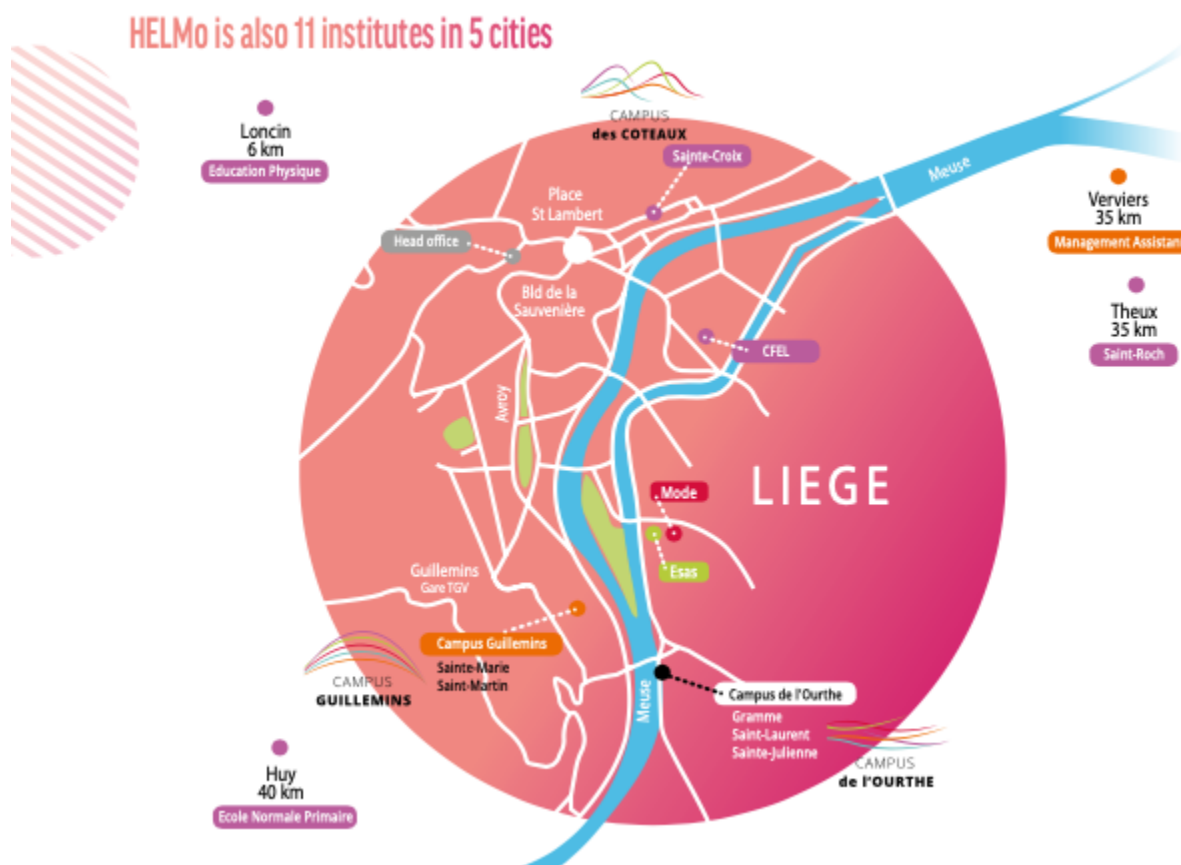 HELMo is also 11 institutes in 5 cities
CAMPUS
des COTEAUX
Loncin
6 km
Education Physique
Sainte-Croix
Meuse
Place
St Lambert
Verviers
35 km
Management Assistan
Head office
Bld de la
Sauvenière
Theux
35 km
Saint-Roch
CFEL
Avroy
LIEGE
Mode
Esas
Guillemins
Gare TGV
Campus Guillemins
Sainte-Marie
Saint-Martin
CAMPUS
GUILLEMINS
Meuse
Campus de l'Ourthe
Gramme
Saint-Laurent
Sainte-Julienne
CAMPUS
de l'OURTHE
Huy
40 km
Ecole Normale Primaire